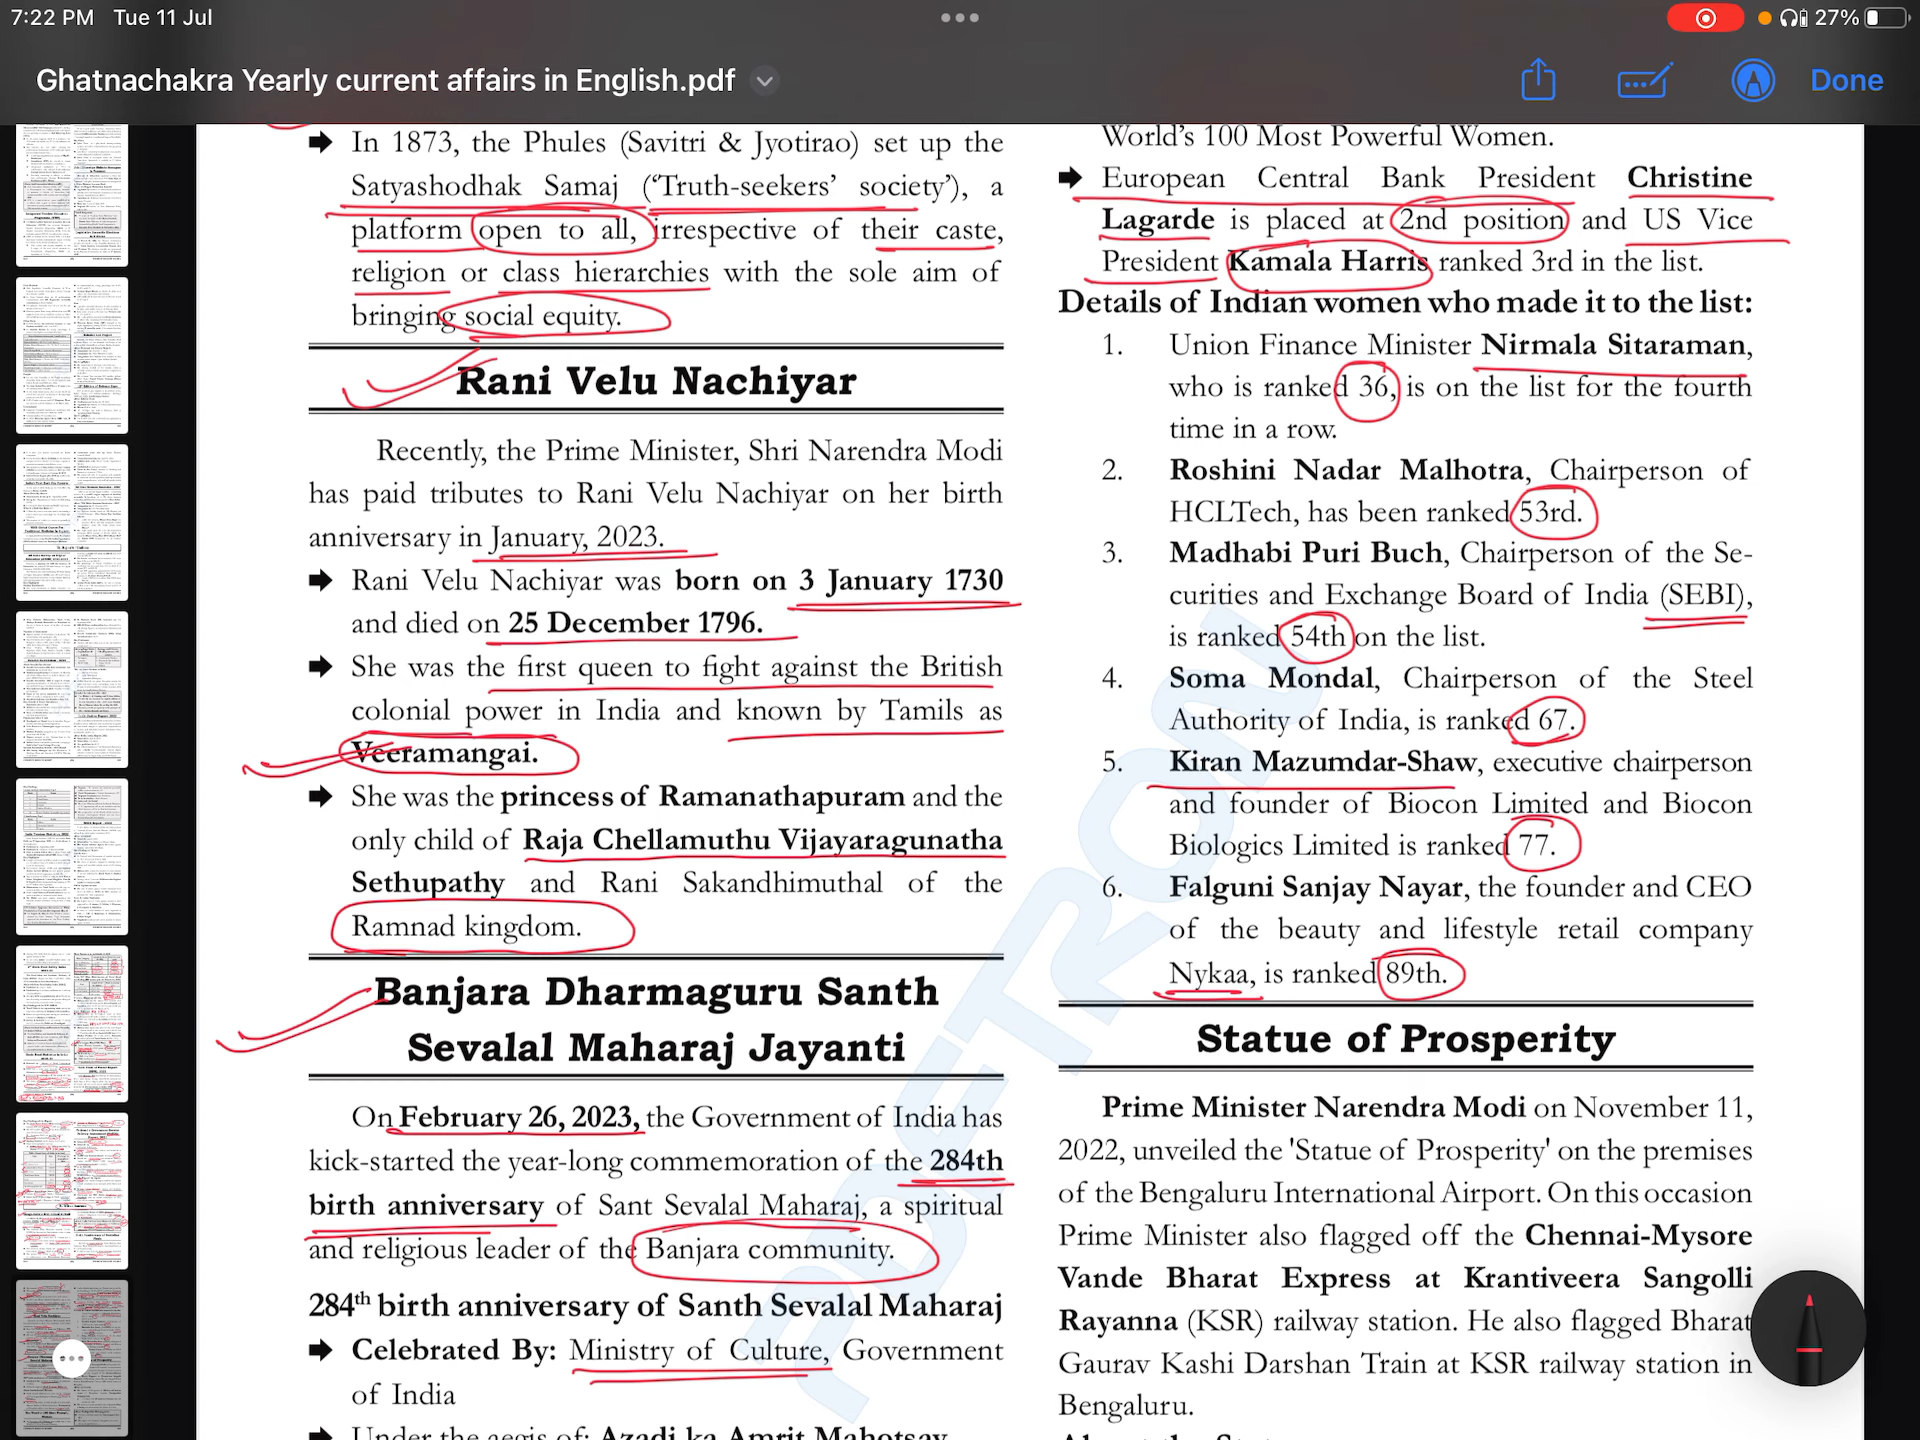 7:22 PM Tue 11 Jul
27%
Ghatnachakra Yearly current affairs in English.pdf
Done
In 1873, the Phules (Savitri & Jyotirao) set up the
Satyashodhak Samaj (‘Truth-seekers’ society’), a
platform open to all, irrespective of their caste,
religion or class hierarchies with the sole aim of
bringing social equity.
Rani Velu Nachiyar
Recently, the Prime Minister, Shri Narendra Modi
has paid tributes to Rani Velu Nachiyar on her birth
anniversary in January, 2023.
Rani Velu Nachiyar was born on 3 January 1730
and died on 25 December 1796.
She was the first queen to fight against the British
colonial power in India and known by Tamils as
Veeramangai.
She was the princess of Ramanathapuram and the
only child of Raja Chellamuthu Vijayaragunatha
Sethupathy and Rani Sakandhimuthal of the
Ramnad kingdom.
Banjara Dharmaguru Santh
Sevalal Maharaj Jayanti
On February 26, 2023, the Government of India has
kick-started the year-long commemoration of the 284th
birth anniversary of Sant Sevalal Maharaj, a spiritual
and religious leader of the Banjara community.
284th birth anniversary of Santh Sevalal Maharaj
Celebrated By: Ministry of Culture, Government
of India
Under the aegis of: Azadi ka Amrit Mahotsav
World’s 100 Most Powerful Women.
European Central Bank President Christine
Lagarde is placed at 2nd position and US Vice
President Kamala Harris ranked 3rd in the list.
Details of Indian women who made it to the list:
1. Union Finance Minister Nirmala Sitaraman,
who is ranked 36, is on the list for the fourth
time in a row.
2. Roshini Nadar Malhotra, Chairperson of
HCLTech, has been ranked 53rd.
3. Madhabi Puri Buch, Chairperson of the Se-
curities and Exchange Board of India (SEBI),
is ranked 54th on the list.
4. Soma Mondal, Chairperson of the Steel
Authority of India, is ranked 67.
5. Kiran Mazumdar-Shaw, executive chairperson
and founder of Biocon Limited and Biocon
Biologics Limited is ranked 77.
6. Falguni Sanjay Nayar, the founder and CEO
of the beauty and lifestyle retail company
Nykaa, is ranked 89th.
Statue of Prosperity
Prime Minister Narendra Modi on November 11,
2022, unveiled the 'Statue of Prosperity' on the premises
of the Bengaluru International Airport. On this occasion
Prime Minister also flagged off the Chennai-Mysore
Vande Bharat Express at Krantiveera Sangolli
Rayanna (KSR) railway station. He also flagged Bharat
Gaurav Kashi Darshan Train at KSR railway station in
Bengaluru.